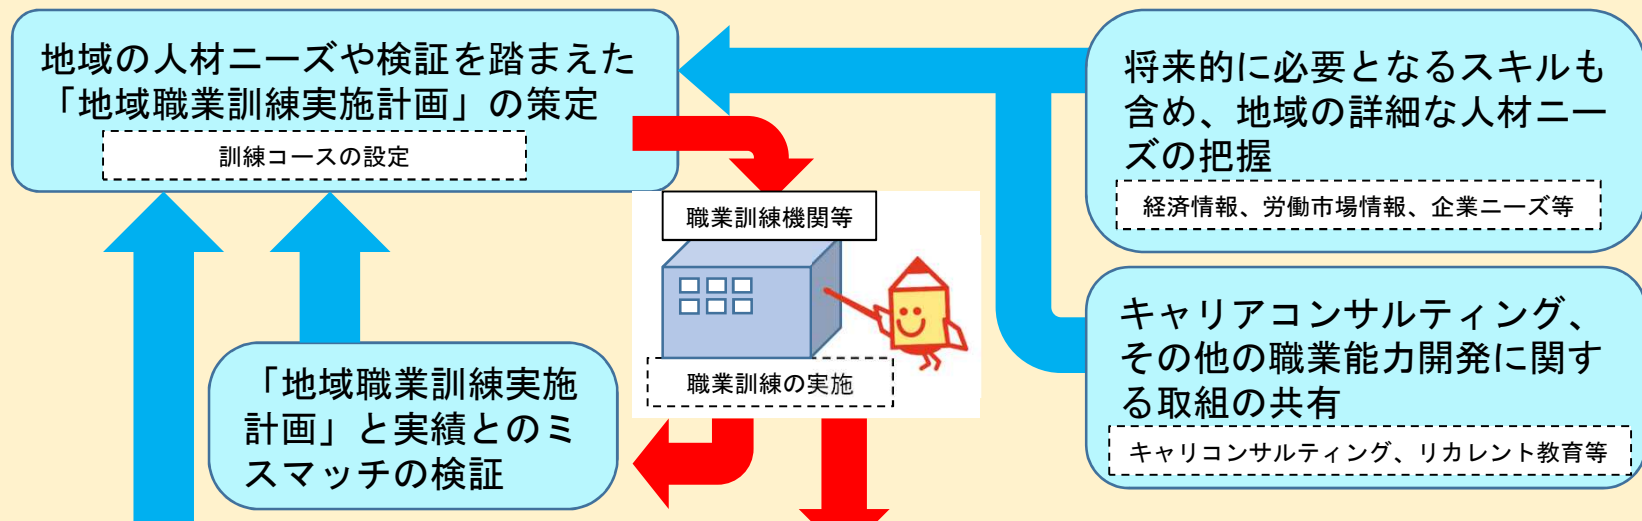 地域の人材ニーズや検証を踏まえた
「地域職業訓練実施計画」の策定
訓練コースの設定
将来的に必要となるスキルも
含め、地域の詳細な人材ニー
ズの把握
経済情報、労働市場情報、企業ニーズ等
職業訓練機関等
職業訓練の実施
キャリアコンサルティング、
その他の職業能力開発に関す
る取組の共有
キャリコンサルティング、リカレント教育等
「地域職業訓練実施
計画」と実績とのミ
スマッチの検証